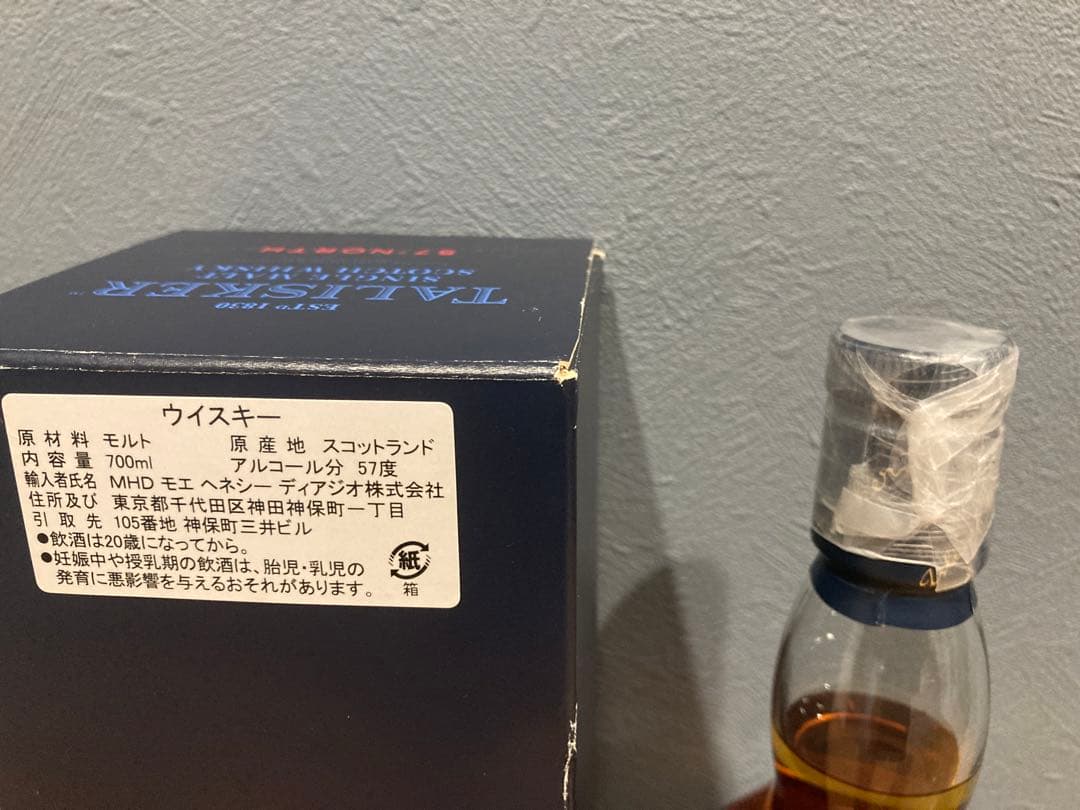 57° NORTH
SINGLE MALT
SCOTCH WHISKY
TALISKER™
ESTD 1830
ウイスキー
原材料 モルト 原産地 スコットランド
内容量 700ml アルコール分 57度
輸入者氏名 MHD モエ ヘネシー ディアジオ株式会社
住所及び 東京都千代田区神田神保町一丁目
引取先 105番地 神保町三井ビル
●飲酒は20歳になってから。
●妊娠中や授乳期の飲酒は、胎児・乳児の
発育に悪影響を与えるおそれがあります。
紙
箱